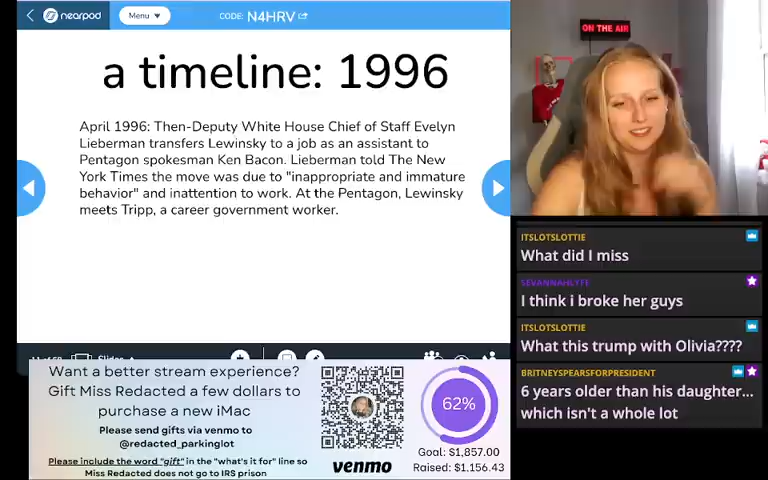 nearpod
Menu
CODE: N4HRV
ON THE AIR
a timeline: 1996
April 1996: Then-Deputy White House Chief of Staff Evelyn
Lieberman transfers Lewinsky to a job as an assistant to
Pentagon spokesman Ken Bacon. Lieberman told The New
York Times the move was due to "inappropriate and immature
behavior" and inattention to work. At the Pentagon, Lewinsky
meets Tripp, a career government worker.
ITSLOTSLOTTIE
What did I miss
SEVANNAHLYFE
I think i broke her guys
ITSLOTSLOTTIE
What this trump with Olivia????
BRITNEYSPEARSFORPRESIDENT
6 years older than his daughter...
which isn't a whole lot
Want a better stream experience?
Gift Miss Redacted a few dollars to
purchase a new iMac
Please send gifts via venmo to
@redacted_parkinglot
Please include the word "gift" in the "what's it for" line so
Miss Redacted does not go to IRS prison
venmo
62%
Goal: $1,857.00
Raised: $1,156.43